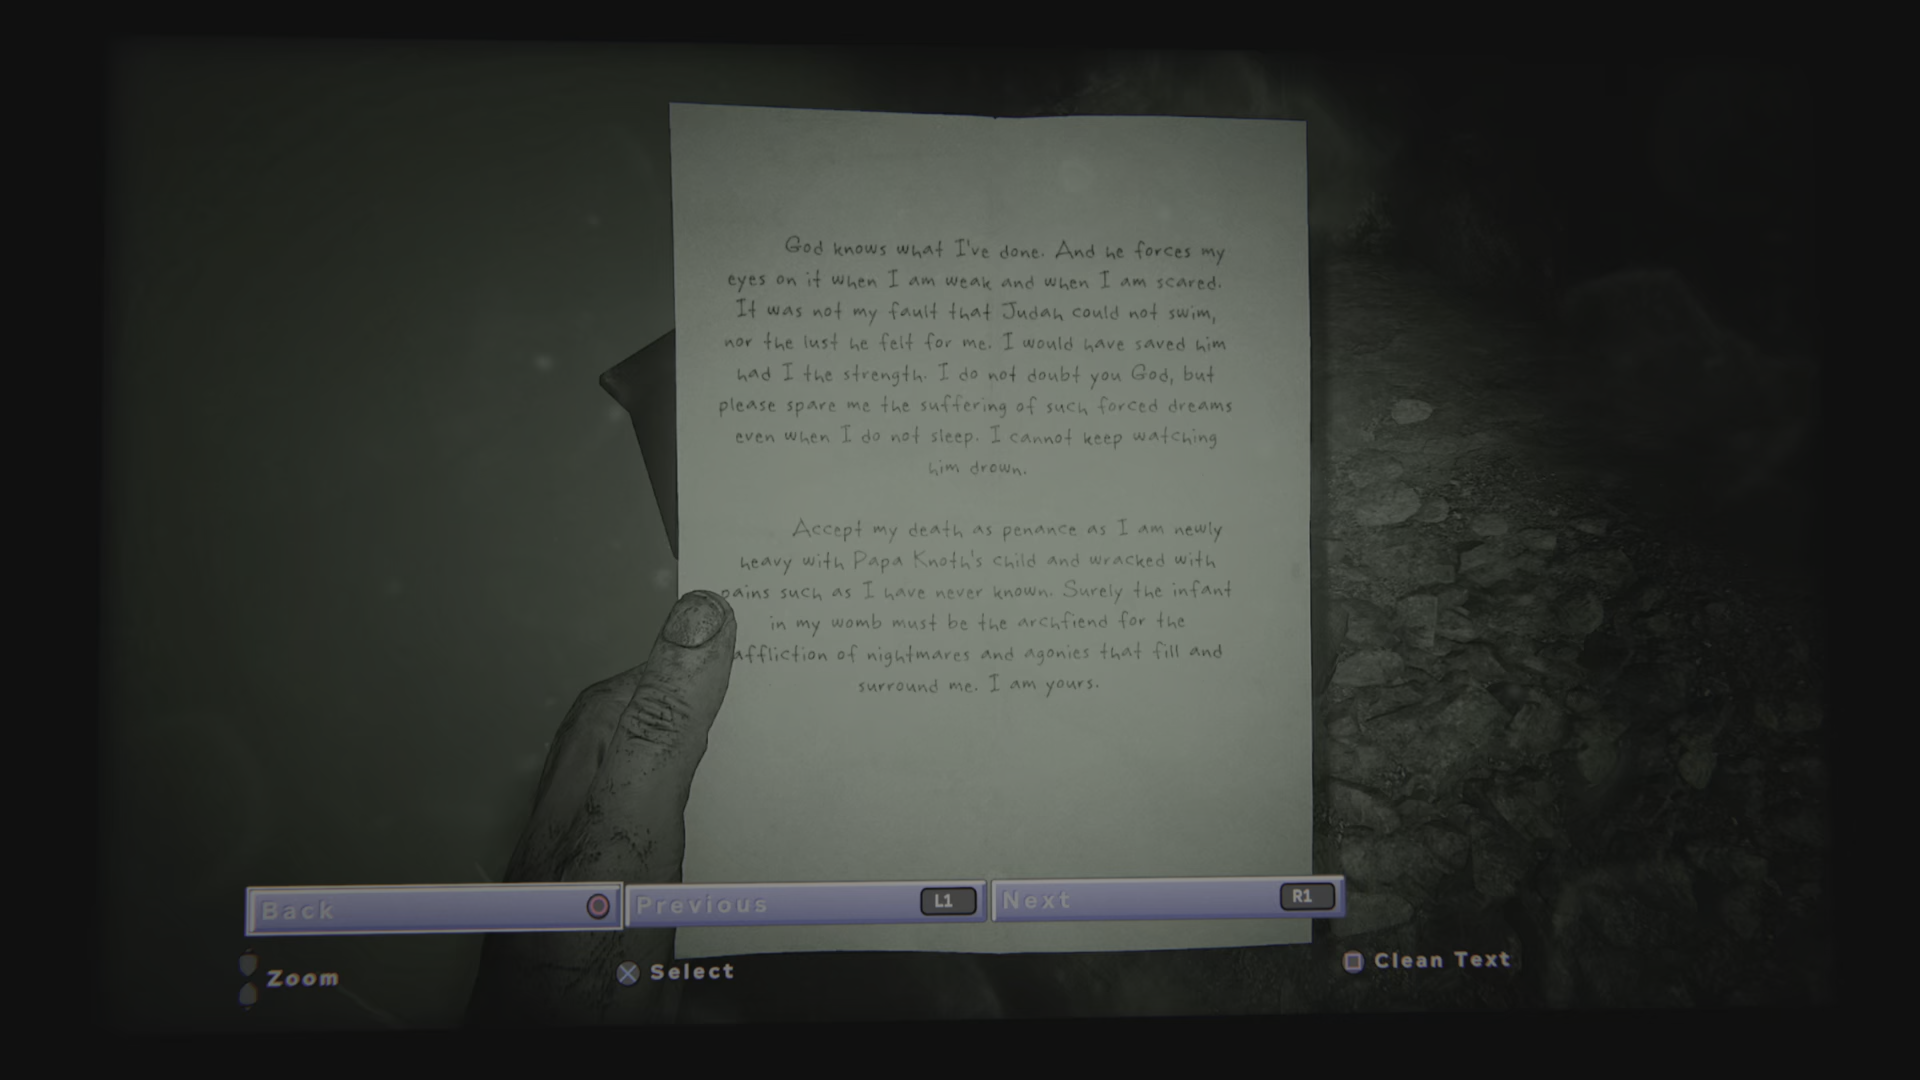 God knows what I've done. And he forces my
eyes on it when I am weak and when I am scared.
It was not my fault that Judah could not swim,
nor the lust he felt for me. I would have saved him
had I the strength. I do not doubt you God, but
please spare me the suffering of such forced dreams
even when I do not sleep. I cannot keep watching
him drown.
Accept my death as penance as I am newly
heavy with Papa Knoth's child and wracked with
pains such as I have never known. Surely the infant
in my womb must be the archfiend for the
affliction of nightmares and agonies that fill and
surround me. I am yours.
Back
Previous L1
Next R1
Zoom
Select
Clean Text